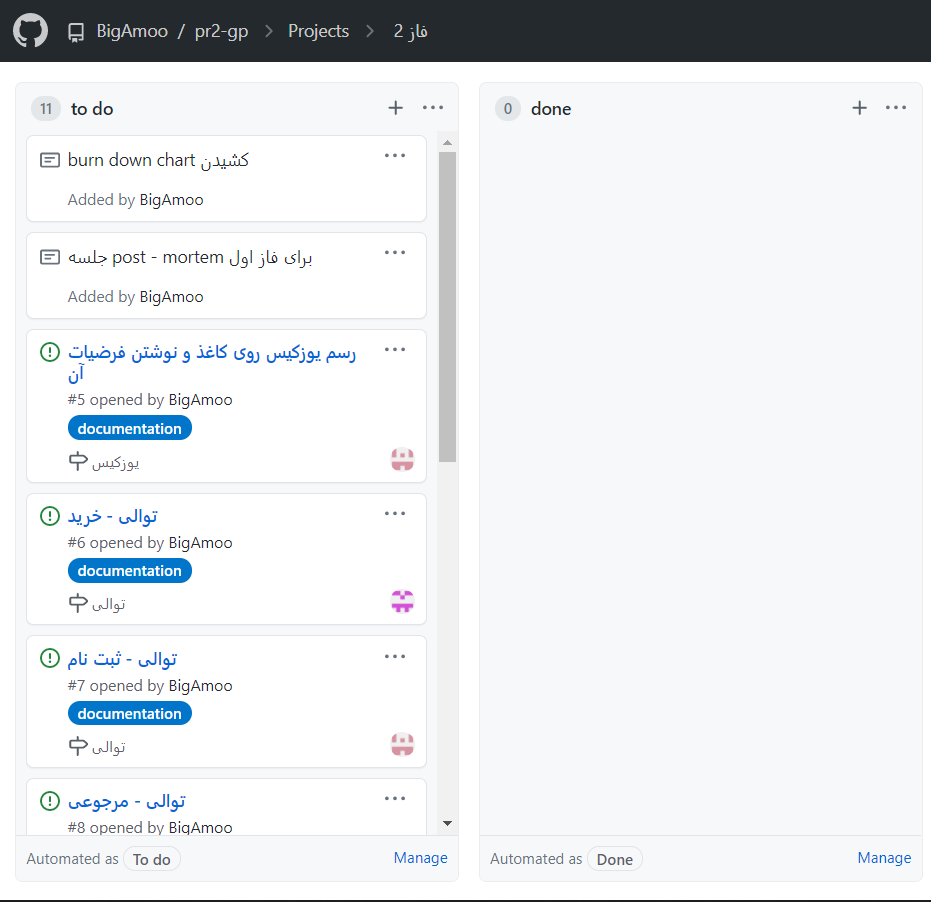 BigAmoo / pr2-gp > Projects > فاز 2
11 to do
burn down chart کشیدن
Added by BigAmoo
جلسه post - mortem برای فاز اول
Added by BigAmoo
رسم یوزکیس روی کاغذ و نوشتن فرضیات
آن
#5 opened by BigAmoo
documentation
یوزکیس
توالی - خرید
#6 opened by BigAmoo
documentation
توالی
توالی - ثبت نام
#7 opened by BigAmoo
documentation
توالی
توالی - مرجوعی
#8 opened by BigAmoo
Automated as To do
Manage
0 done
Automated as Done
Manage